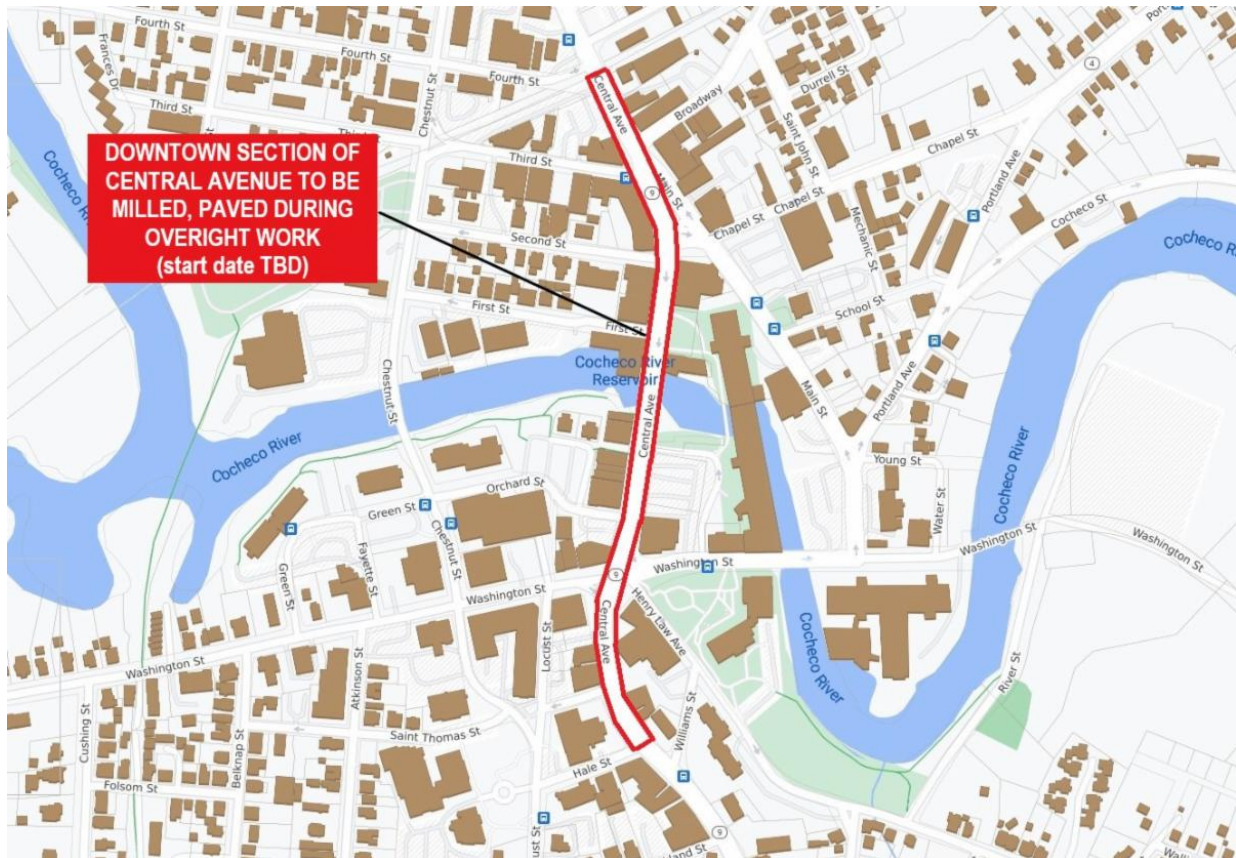 Fourth St
Fourth St
Fourth St
Frances Dr
Third St
Chestnut St
Central Ave
Broadway
Durrell St
4
Saint John St
Chapel St
DOWNTOWN SECTION OF
CENTRAL AVENUE TO BE
MILLED, PAVED DURING
OVERIGHT WORK
(start date TBD)
Third St
9
Main St
Chapel St
Chapel St
Mechanic St
Portland Ave
Cocheco St
Cocheco River
Second St
First St
First St
School St
Cocheco River
Reservoir
Chestnut St
Central Ave
Main St
Portland Ave
Cocheco River
Orchard St
Green St
Young St
Water St
Cocheco River
Chestnut St
Fayette St
Green St
Washington St
9
Washington St
Washington St
Washington St
Henry Law Ave
Central Ave
Locust St
Washington St
Atkinson St
Cocheco River
River St
Williams St
Cushing St
Belknap St
Saint Thomas St
Hale St
Folsom St
9